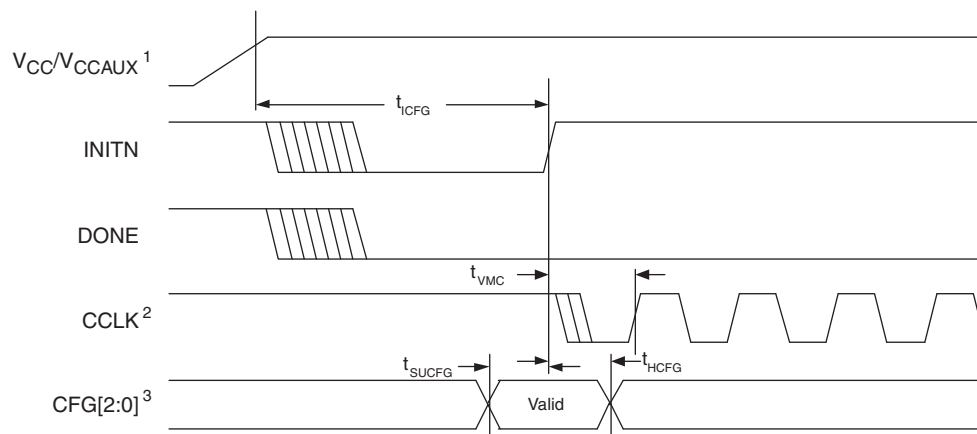 VCC/VCCAUX 1
tICFG
INITN
DONE
tVMC
CCLK 2
tSUCFG
tHCFG
CFG[2:0] 3
Valid